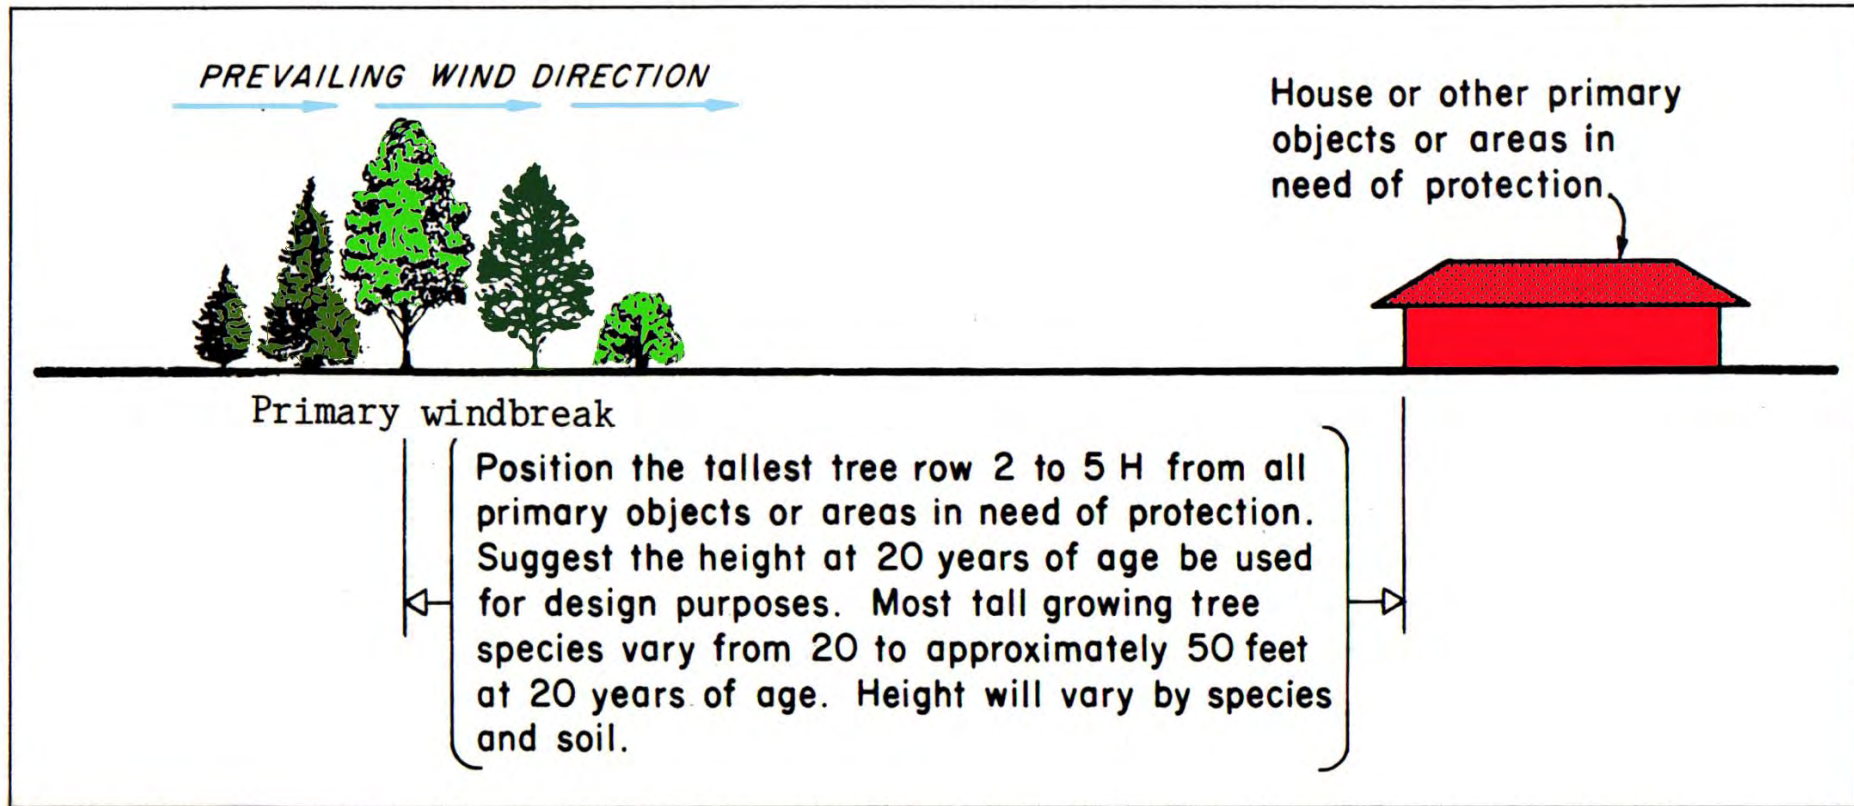 PREVAILING WIND DIRECTION
House or other primary
objects or areas in
need of protection.
Primary windbreak
Position the tallest tree row 2 to 5 H from all
primary objects or areas in need of protection.
Suggest the height at 20 years of age be used
for design purposes. Most tall growing tree
species vary from 20 to approximately 50 feet
at 20 years of age. Height will vary by species
and soil.